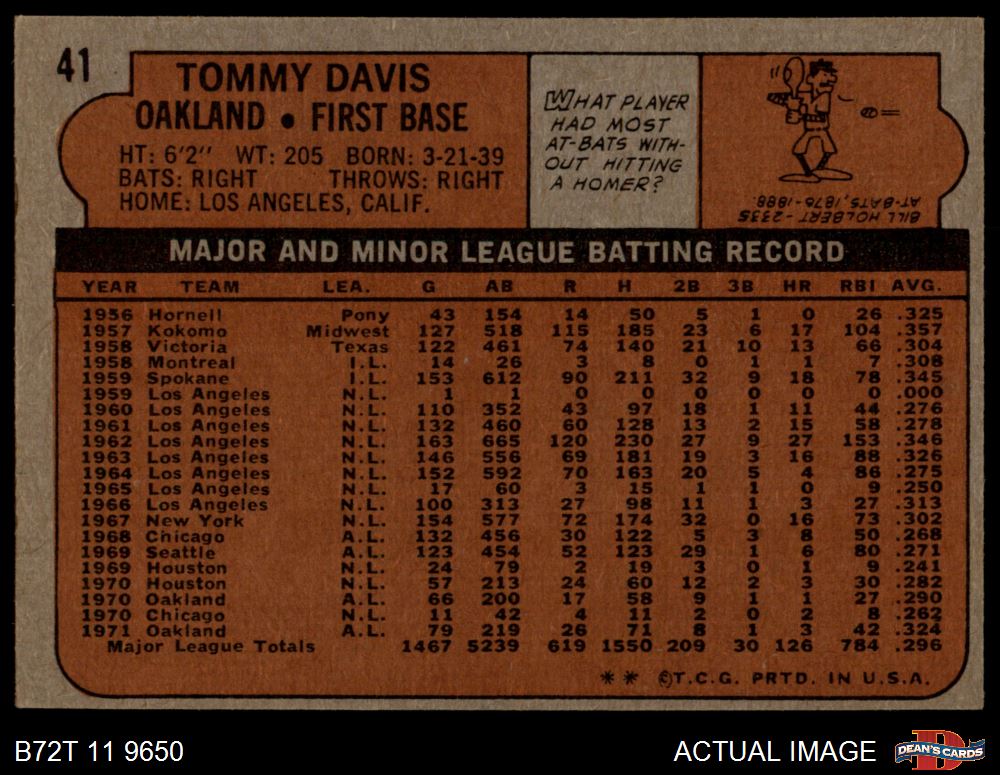 41
TOMMY DAVIS
OAKLAND • FIRST BASE
HT: 6'2" WT: 205 BORN: 3-21-39
BATS: RIGHT THROWS: RIGHT
HOME: LOS ANGELES, CALIF.
WHAT PLAYER
HAD MOST
AT-BATS WITH-
OUT HITTING
A HOMER?
BILL HOLBERT - 2335
AT-BATS, 1876-1888.
MAJOR AND MINOR LEAGUE BATTING RECORD
YEAR TEAM LEA. G AB R H 2B 3B HR RBI AVG.
1956 Hornell Pony 43 154 14 50 5 1 0 26 .325
1957 Kokomo Midwest 127 518 115 185 23 6 17 104 .357
1958 Victoria Texas 122 461 74 140 21 10 13 66 .304
1958 Montreal I.L. 14 26 3 8 0 1 1 7 .308
1959 Spokane I.L. 153 612 90 211 32 9 18 78 .345
1959 Los Angeles N.L. 1 1 0 0 0 0 0 0 .000
1960 Los Angeles N.L. 110 352 43 97 18 1 11 44 .276
1961 Los Angeles N.L. 132 460 60 128 13 2 15 58 .278
1962 Los Angeles N.L. 163 665 120 230 27 9 27 153 .346
1963 Los Angeles N.L. 146 556 69 181 19 3 16 88 .326
1964 Los Angeles N.L. 152 592 70 163 20 5 4 86 .275
1965 Los Angeles N.L. 17 60 3 15 1 1 0 9 .250
1966 Los Angeles N.L. 100 313 27 98 11 1 3 27 .313
1967 New York N.L. 154 577 72 174 32 0 16 73 .302
1968 Chicago A.L. 132 456 30 122 5 3 8 50 .268
1969 Seattle A.L. 123 454 52 123 29 1 6 80 .271
1969 Houston N.L. 24 79 2 19 3 0 1 9 .241
1970 Houston N.L. 57 213 24 60 12 2 3 30 .282
1970 Oakland A.L. 66 200 17 58 9 1 1 27 .290
1970 Chicago N.L. 11 42 4 11 2 0 2 8 .262
1971 Oakland A.L. 79 219 26 71 8 1 3 42 .324
Major League Totals 1467 5239 619 1550 209 30 126 784 .296
** ©T.C.G. PRTD. IN U.S.A.
B72T 11 9650
ACTUAL IMAGE
DEAN'S CARDS